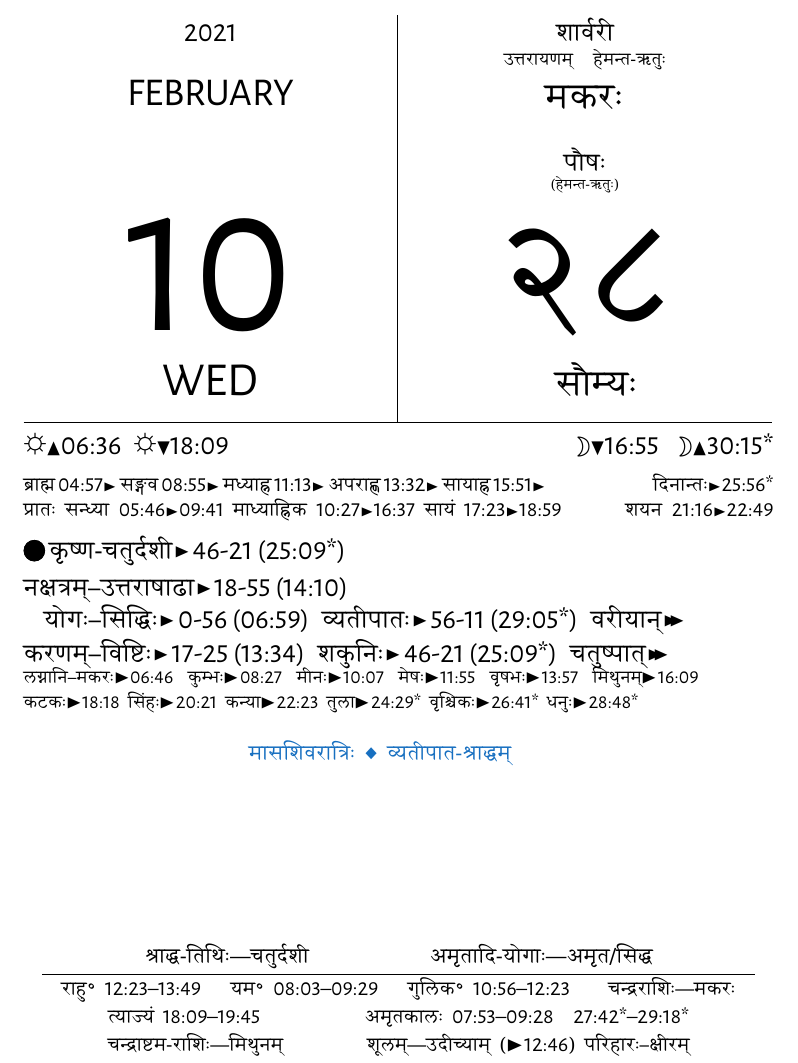 2021
FEBRUARY
10
WED
शार्वरी
उत्तरायणम् हेमन्त-ऋतुः
मकरः
पौषः
(हेमन्त-ऋतुः)
२८
सौम्यः
☼▲06:36 ☼▼18:09 ☽▼16:55 ☽▲30:15*
ब्राह्म 04:57► सङ्गव 08:55► मध्याह्न 11:13► अपराह्ण 13:32► सायाह्न 15:51► दिनान्तः►25:56*
प्रातः सन्ध्या 05:46►09:41 माध्याह्निक 10:27►16:37 सायं 17:23►18:59 शयन 21:16►22:49
●कृष्ण-चतुर्दशी► 46-21 (25:09*)
नक्षत्रम्–उत्तराषाढा►18-55 (14:10)
योगः–सिद्धिः► 0-56 (06:59) व्यतीपातः► 56-11 (29:05*) वरीयान्►►
करणम्–विष्टिः►17-25 (13:34) शकुनिः► 46-21 (25:09*) चतुष्पात्►►
लग्नानि–मकरः►06:46 कुम्भः►08:27 मीनः►10:07 मेषः►11:55 वृषभः►13:57 मिथुनम्►16:09
कटकः►18:18 सिंहः►20:21 कन्या►22:23 तुला►24:29* वृश्चिकः►26:41* धनुः►28:48*
मासशिवरात्रिः ◆ व्यतीपात-श्राद्धम्
श्राद्ध-तिथिः—चतुर्दशी अमृतादि-योगाः—अमृत/सिद्ध
राहु॰ 12:23–13:49 यम॰ 08:03–09:29 गुलिक॰ 10:56–12:23 चन्द्रराशिः—मकरः
त्याज्यं 18:09–19:45 अमृतकालः 07:53–09:28 27:42*–29:18*
चन्द्राष्टम-राशिः—मिथुनम् शूलम्—उदीच्याम् (►12:46) परिहारः–क्षीरम्